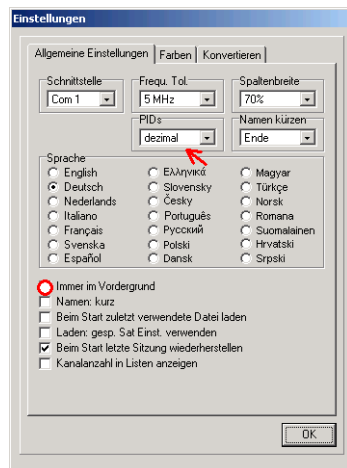 Einstellungen
Allgemeine Einstellungen Farben Konvertieren
Schnittstelle Frequ. Tol. Spaltenbreite
Com 1 5 MHz 70%
PIDs Namen kürzen
dezimal Ende
Sprache
English Ελληνικά Magyar
Deutsch Slovensky Türkçe
Nederlands Česky Norsk
Italiano Português Romana
Français Русский Suomalainen
Svenska Polski Hrvatski
Español Dansk Srpski
Immer im Vordergrund
Namen: kurz
Beim Start zuletzt verwendete Datei laden
Laden: gesp. Sat Einst. verwenden
Beim Start letzte Sitzung wiederherstellen
Kanalanzahl in Listen anzeigen
OK